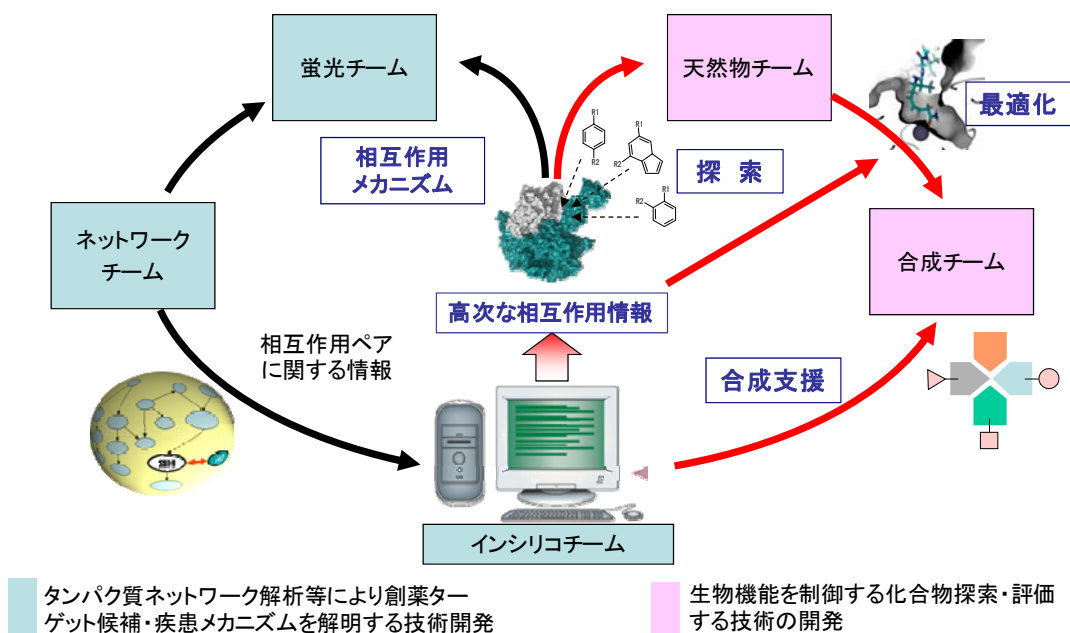 蛍光チーム
天然物チーム
最適化
相互作用
メカニズム
R1
R2
R1
R2
R1
R2
探 索
ネットワーク
チーム
合成チーム
高次な相互作用情報
相互作用ペア
に関する情報
合成支援
インシリコチーム
タンパク質ネットワーク解析等により創薬ター
ゲット候補・疾患メカニズムを解明する技術開発
生物機能を制御する化合物探索・評価
する技術の開発